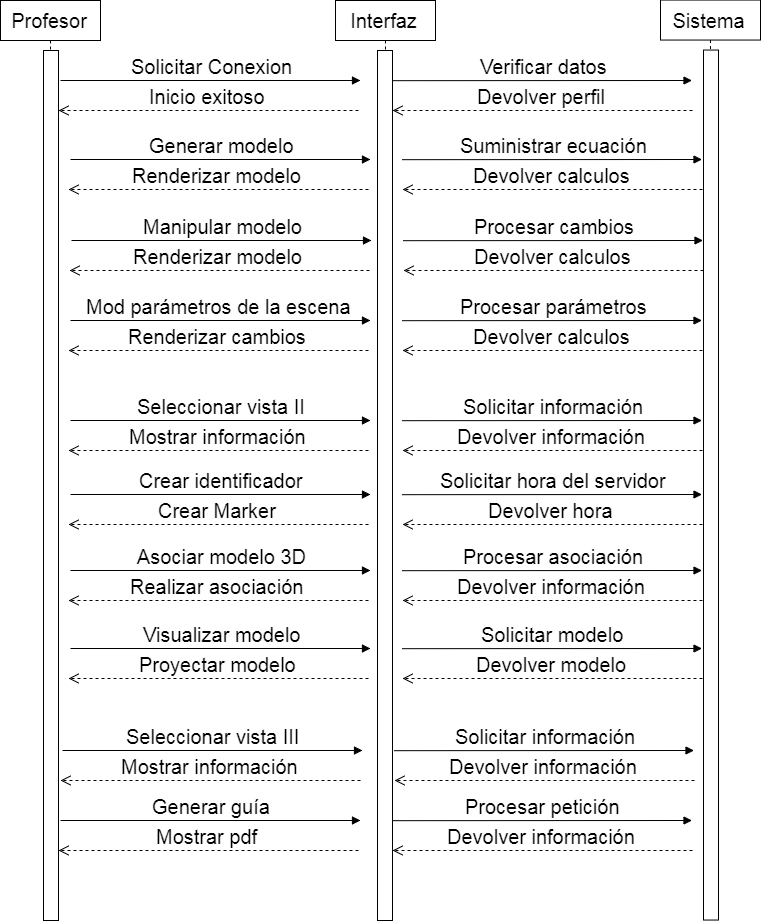 Profesor
Interfaz
Sistema
Solicitar Conexion
Verificar datos
Inicio exitoso
Devolver perfil
Generar modelo
Suministrar ecuación
Renderizar modelo
Devolver calculos
Manipular modelo
Procesar cambios
Renderizar modelo
Devolver calculos
Mod parámetros de la escena
Procesar parámetros
Renderizar cambios
Devolver calculos
Seleccionar vista II
Solicitar información
Mostrar información
Devolver información
Crear identificador
Solicitar hora del servidor
Crear Marker
Devolver hora
Asociar modelo 3D
Procesar asociación
Realizar asociación
Devolver información
Visualizar modelo
Solicitar modelo
Proyectar modelo
Devolver modelo
Seleccionar vista III
Solicitar información
Mostrar información
Devolver información
Generar guía
Procesar petición
Mostrar pdf
Devolver información